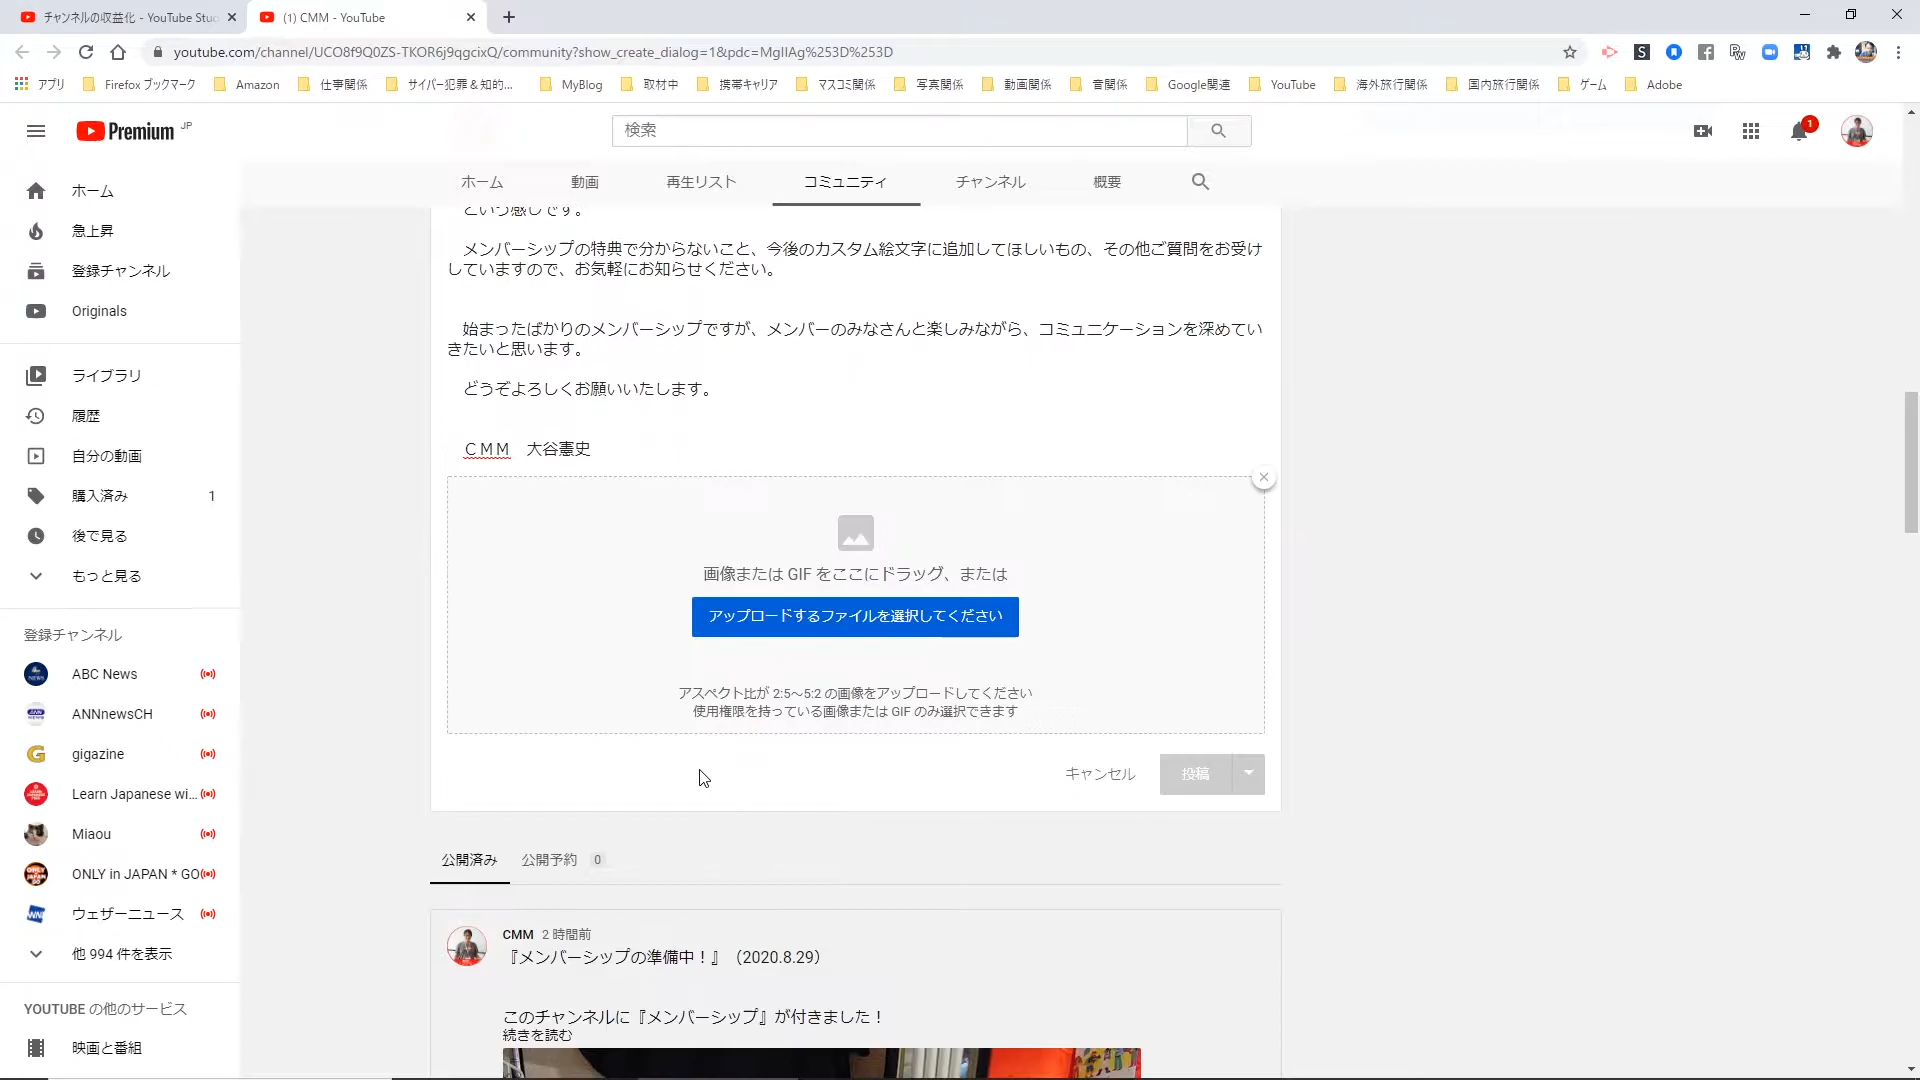 チャンネルの収益化 - YouTube Stu
(1) CMM - YouTube
youtube.com/channel/UCO8f9Q0ZS-TKOR6j9qgcixQ/community?show_create_dialog=1&pdc=MgIIAg%253D%253D
アプリ Firefox ブックマーク Amazon 仕事関係 サイバー犯罪＆知的... MyBlog 取材中 携帯キャリア マスコミ関係 写真関係 動画関係 音関係 Google関連 YouTube 海外旅行関係 国内旅行関係 ゲーム Adobe
Premium JP
検索
1
ホーム 動画 再生リスト コミュニティ チャンネル 概要
ホーム
急上昇
登録チャンネル
Originals
ライブラリ
履歴
自分の動画
購入済み 1
後で見る
もっと見る
登録チャンネル
ABC News
ANNnewsCH
gigazine
Learn Japanese wi...
Miaou
ONLY in JAPAN * GO
ウェザーニュース
他 994 件を表示
YOUTUBE の他のサービス
映画と番組
という感じです。
メンバーシップの特典で分からないこと、今後のカスタム絵文字に追加してほしいもの、その他ご質問をお受け
していますので、お気軽にお知らせください。
始まったばかりのメンバーシップですが、メンバーのみなさんと楽しみながら、コミュニケーションを深めてい
きたいと思います。
どうぞよろしくお願いいたします。
ＣＭＭ　大谷憲史
画像または GIF をここにドラッグ、または
アップロードするファイルを選択してください
アスペクト比が 2:5～5:2 の画像をアップロードしてください
使用権限を持っている画像または GIF のみ選択できます
キャンセル 投稿
公開済み 公開予約 0
CMM 2 時間前
『メンバーシップの準備中！』（2020.8.29）
このチャンネルに『メンバーシップ』が付きました！
続きを読む